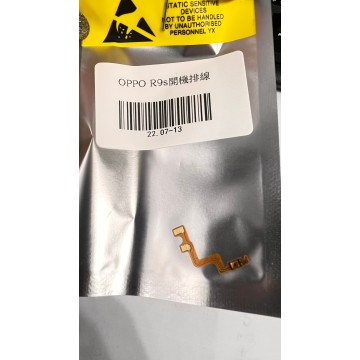 STATIC SENSITIVE
DEVICES
NOT TO BE HANDLED
BY UNAUTHORISED
PERSONNEL YX
OPPO R9s開機排線
22.07-13